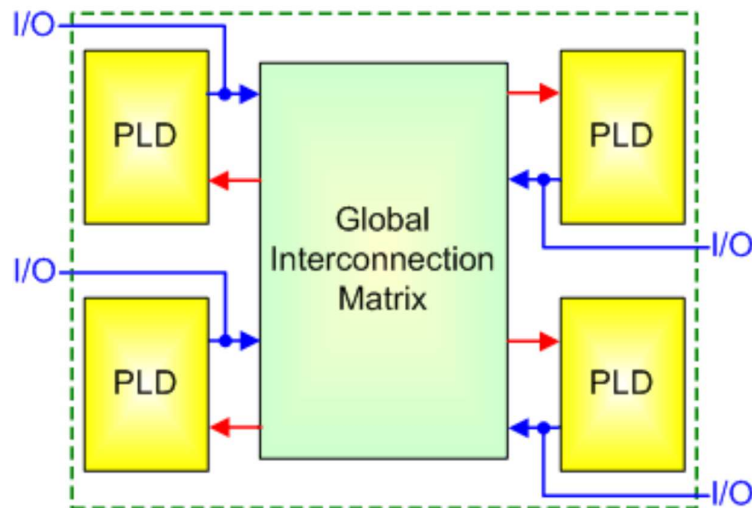 I/O
PLD
PLD
Global
Interconnection
Matrix
I/O
I/O
PLD
PLD
I/O